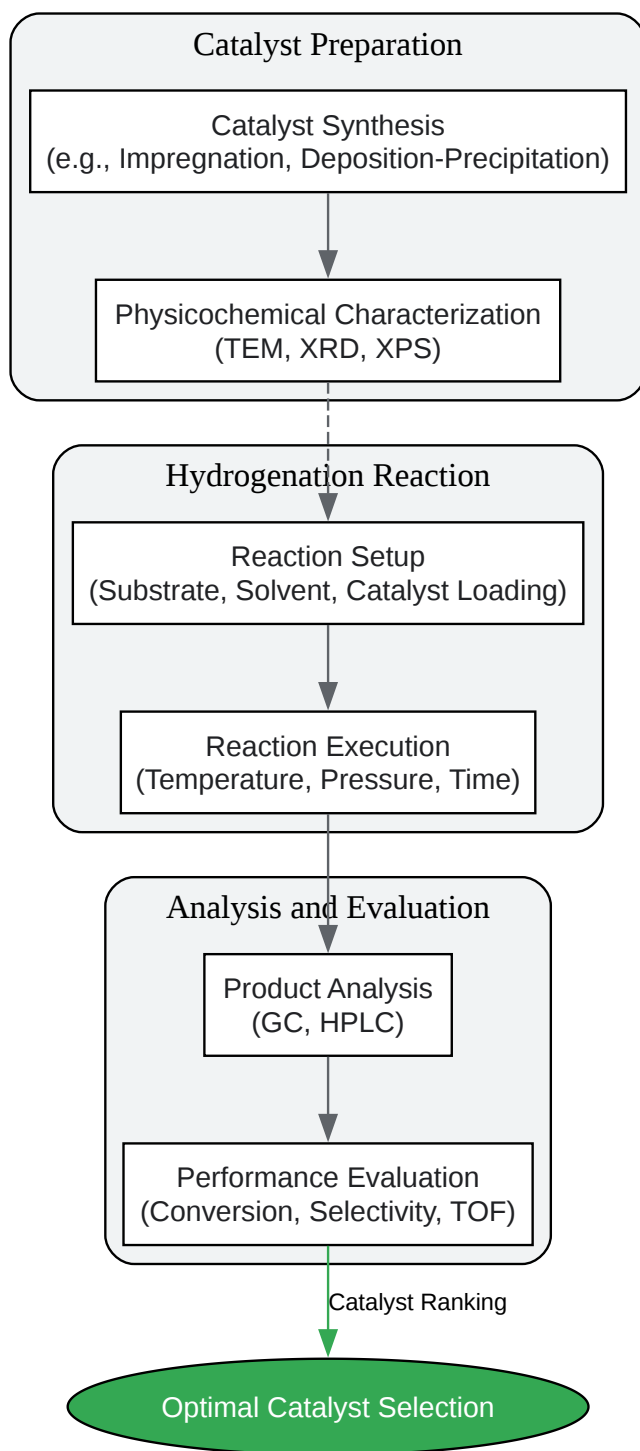 Catalyst Preparation
Catalyst Synthesis
(e.g., Impregnation, Deposition-Precipitation)
Physicochemical Characterization
(TEM, XRD, XPS)
Hydrogenation Reaction
Reaction Setup
(Substrate, Solvent, Catalyst Loading)
Reaction Execution
(Temperature, Pressure, Time)
Analysis and Evaluation
Product Analysis
(GC, HPLC)
Performance Evaluation
(Conversion, Selectivity, TOF)
Catalyst Ranking
Optimal Catalyst Selection